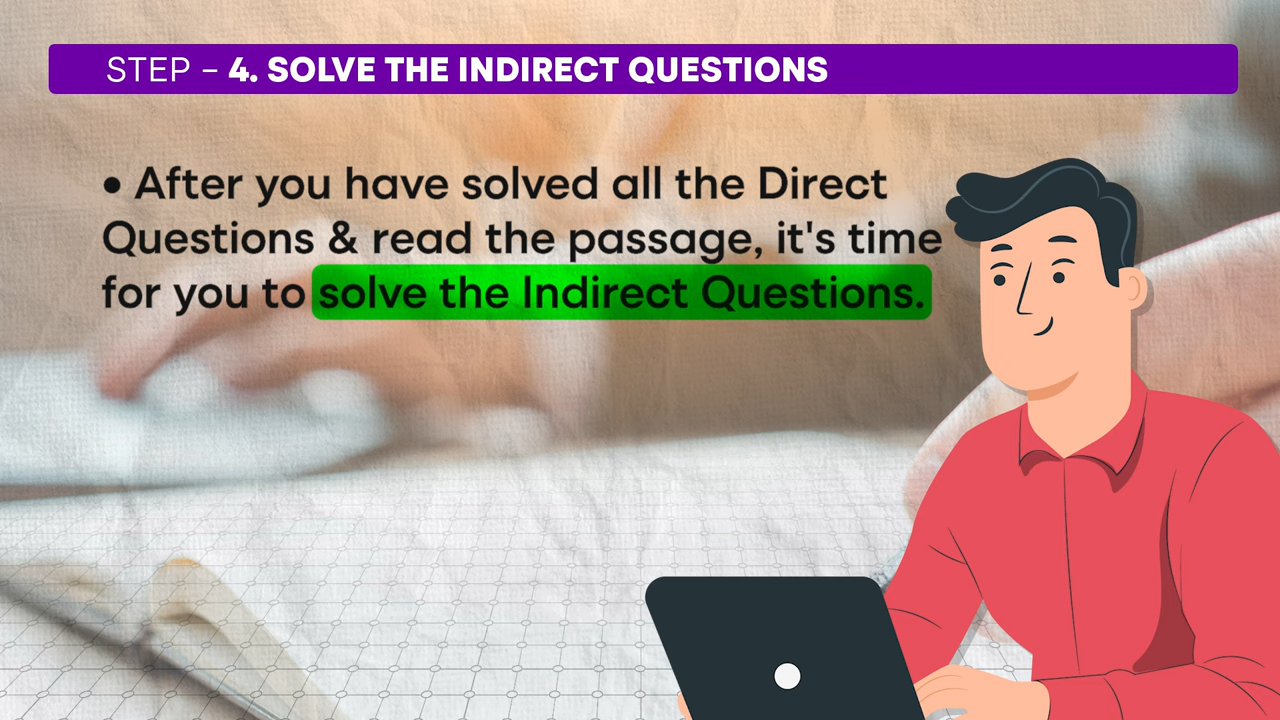 STEP – 4. SOLVE THE INDIRECT QUESTIONS
• After you have solved all the Direct
Questions & read the passage, it's time
for you to solve the Indirect Questions.